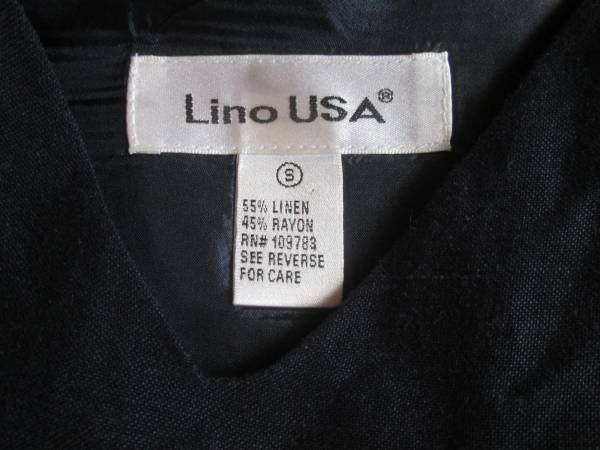 Lino USA®
S
55% LINEN
45% RAYON
RN# 109783
SEE REVERSE
FOR CARE